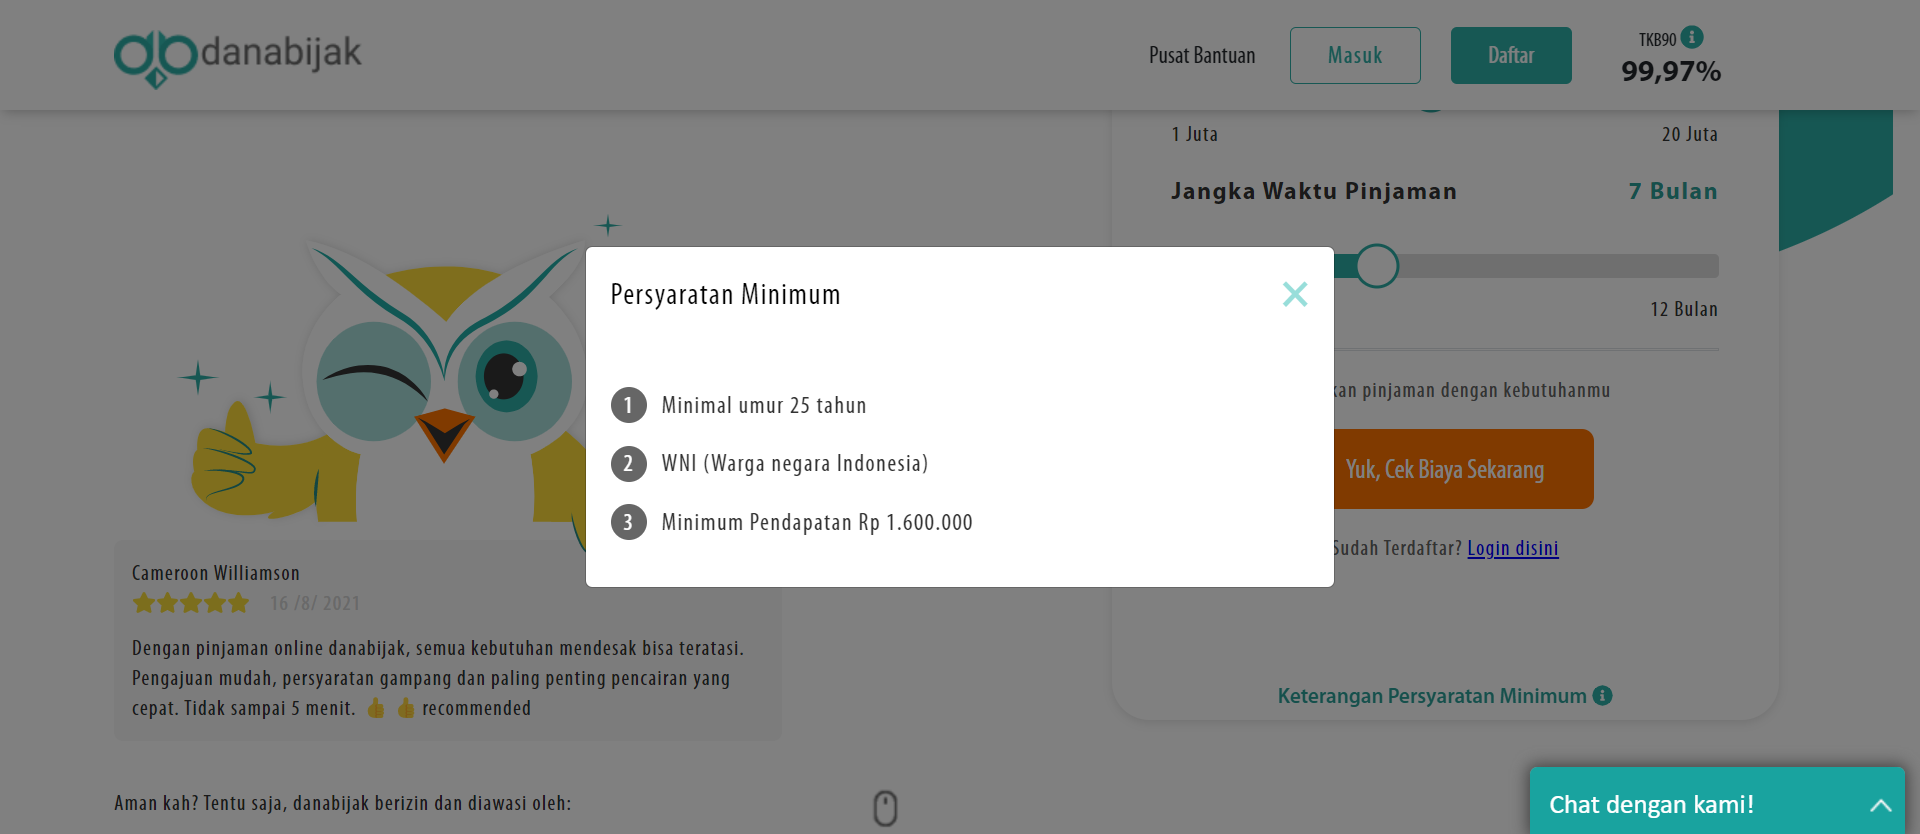 danabijak
Pusat Bantuan
Masuk
Daftar
TKB90
99,97%
1 Juta
20 Juta
Jangka Waktu Pinjaman
7 Bulan
12 Bulan
kan pinjaman dengan kebutuhanmu
Yuk, Cek Biaya Sekarang
Sudah Terdaftar? Login disini
Keterangan Persyaratan Minimum
Persyaratan Minimum
1 Minimal umur 25 tahun
2 WNI (Warga negara Indonesia)
3 Minimum Pendapatan Rp 1.600.000
Cameroon Williamson
16 /8/ 2021
Dengan pinjaman online danabijak, semua kebutuhan mendesak bisa teratasi.
Pengajuan mudah, persyaratan gampang dan paling penting pencairan yang
cepat. Tidak sampai 5 menit. 👍 👍 recommended
Aman kah? Tentu saja, danabijak berizin dan diawasi oleh:
Chat dengan kami!